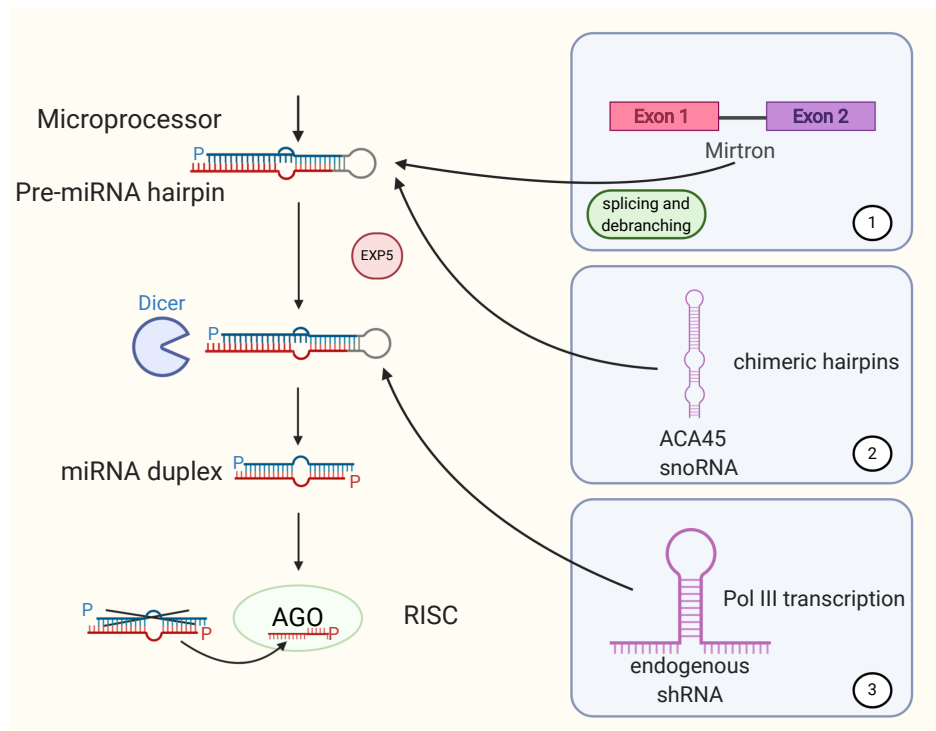 Microprocessor
P
Pre-miRNA hairpin
EXP5
Dicer
P
miRNA duplex
P
P
P
P
AGO
P
RISC
Exon 1
Exon 2
Mirtron
splicing and
debranching
1
chimeric hairpins
ACA45
snoRNA
2
Pol III transcription
endogenous
shRNA
3